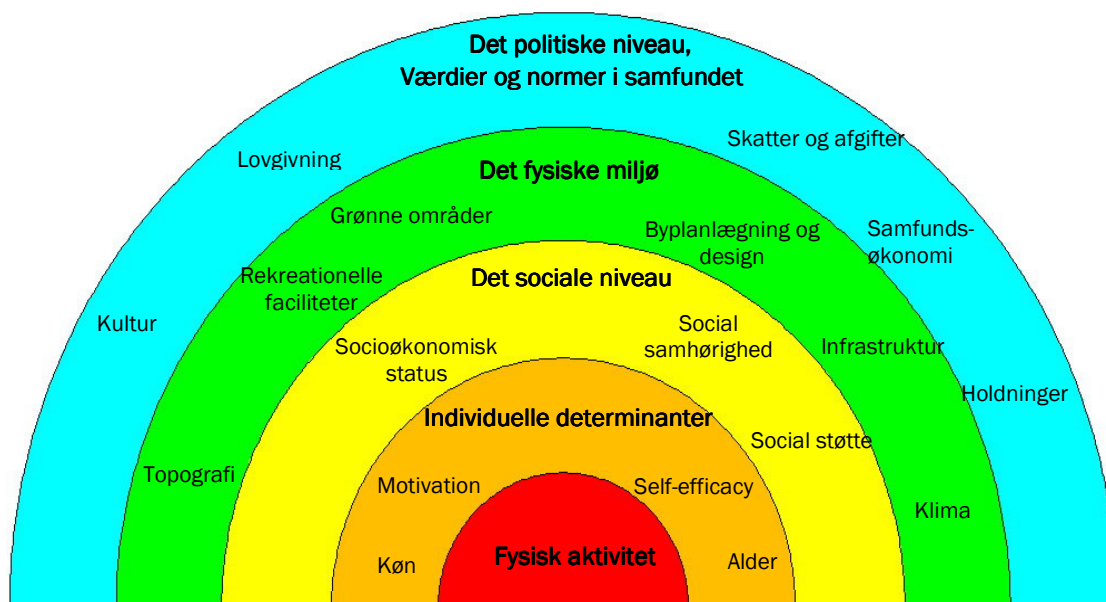 Det politiske niveau,
Værdier og normer i samfundet
Skatter og afgifter
Lovgivning
Samfunds-
økonomi
Kultur
Holdninger
Det fysiske miljø
Grønne områder
Byplanlægning og
design
Rekreationelle
faciliteter
Infrastruktur
Topografi
Klima
Det sociale niveau
Socioøkonomisk
status
Social
samhørighed
Social støtte
Individuelle determinanter
Motivation
Self-efficacy
Køn
Alder
Fysisk aktivitet